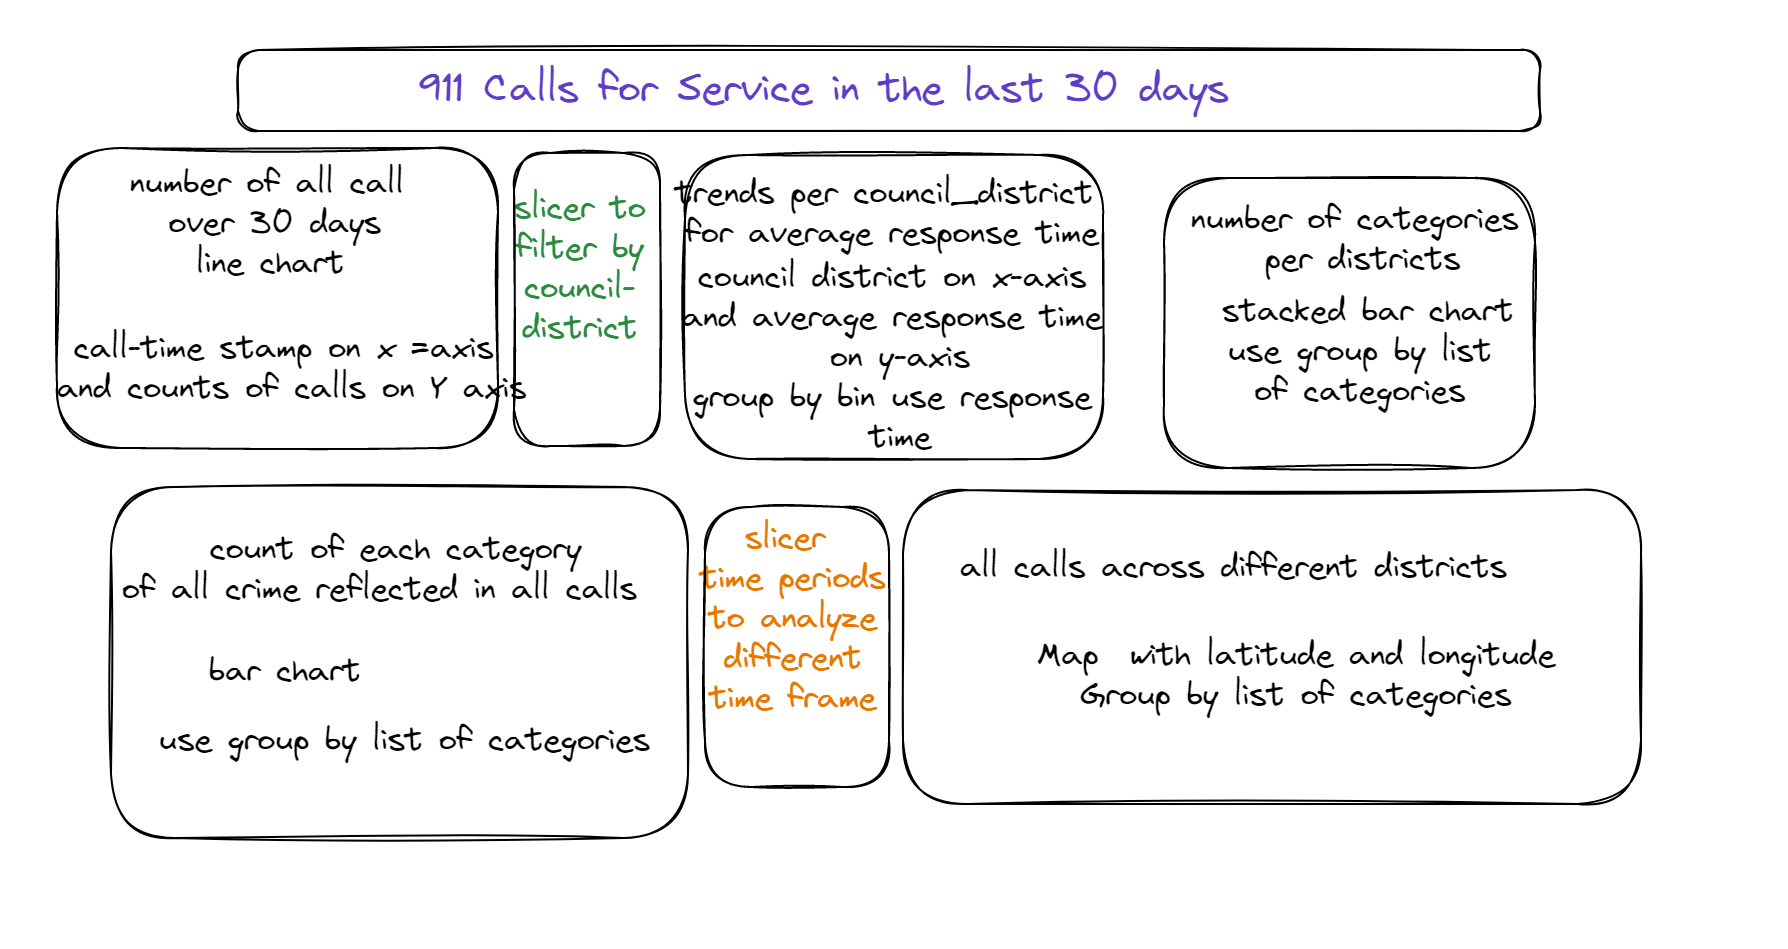 911 Calls for Service in the last 30 days
number of all call
over 30 days
line chart
call-time stamp on x =axis
and counts of calls on Y axis
slicer to
filter by
council-
district
trends per council_district
for average response time
council district on x-axis
and average response time
on y-axis
group by bin use response
time
number of categories
per districts
stacked bar chart
use group by list
of categories
count of each category
of all crime reflected in all calls
bar chart
use group by list of categories
slicer
time periods
to analyze
different
time frame
all calls across different districts
Map with latitude and longitude
Group by list of categories